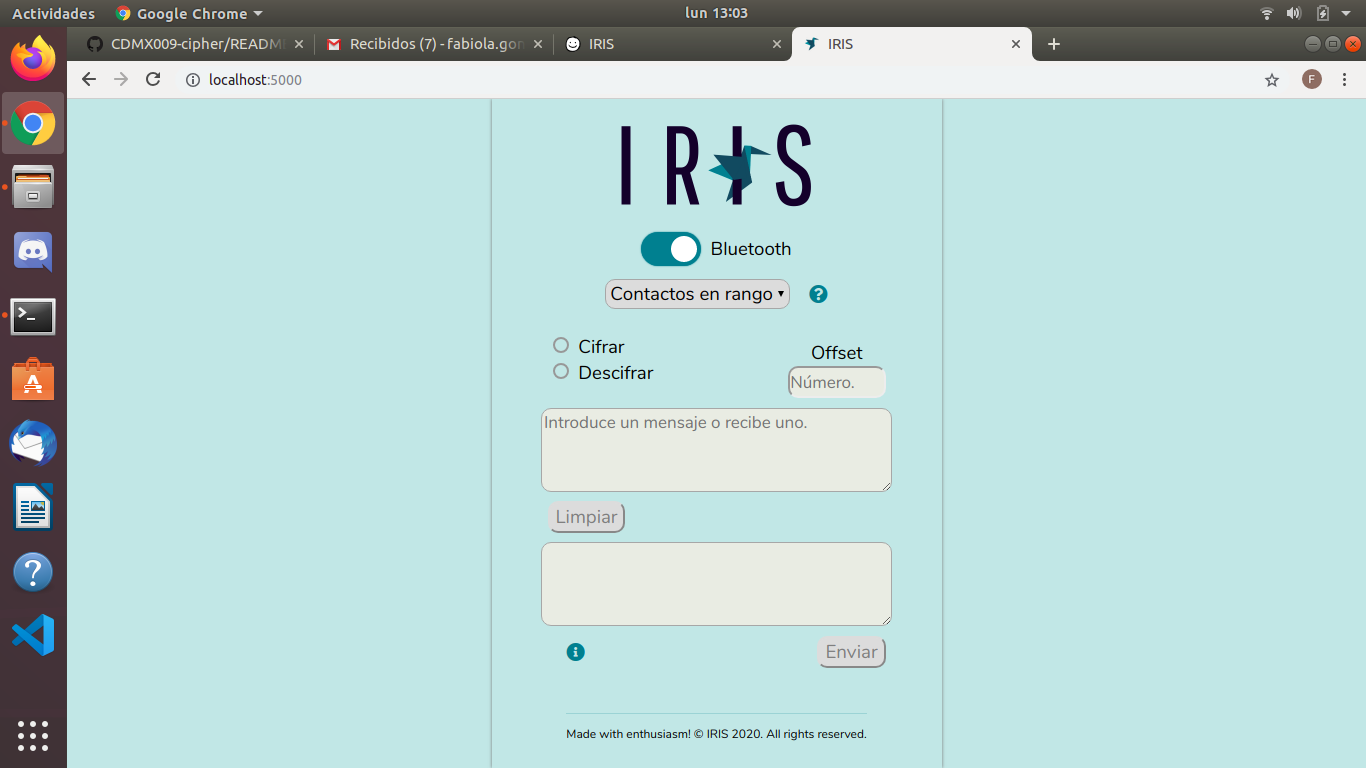 Actividades Google Chrome lun 13:03
CDMX009-cipher/READM Recibidos (7) - fabiola.gon IRIS IRIS
localhost:5000 F
IRIS
Bluetooth
Contactos en rango ?
Cifrar
Descifrar
Offset
Número.
Introduce un mensaje o recibe uno.
Limpiar
Enviar
Made with enthusiasm! © IRIS 2020. All rights reserved.